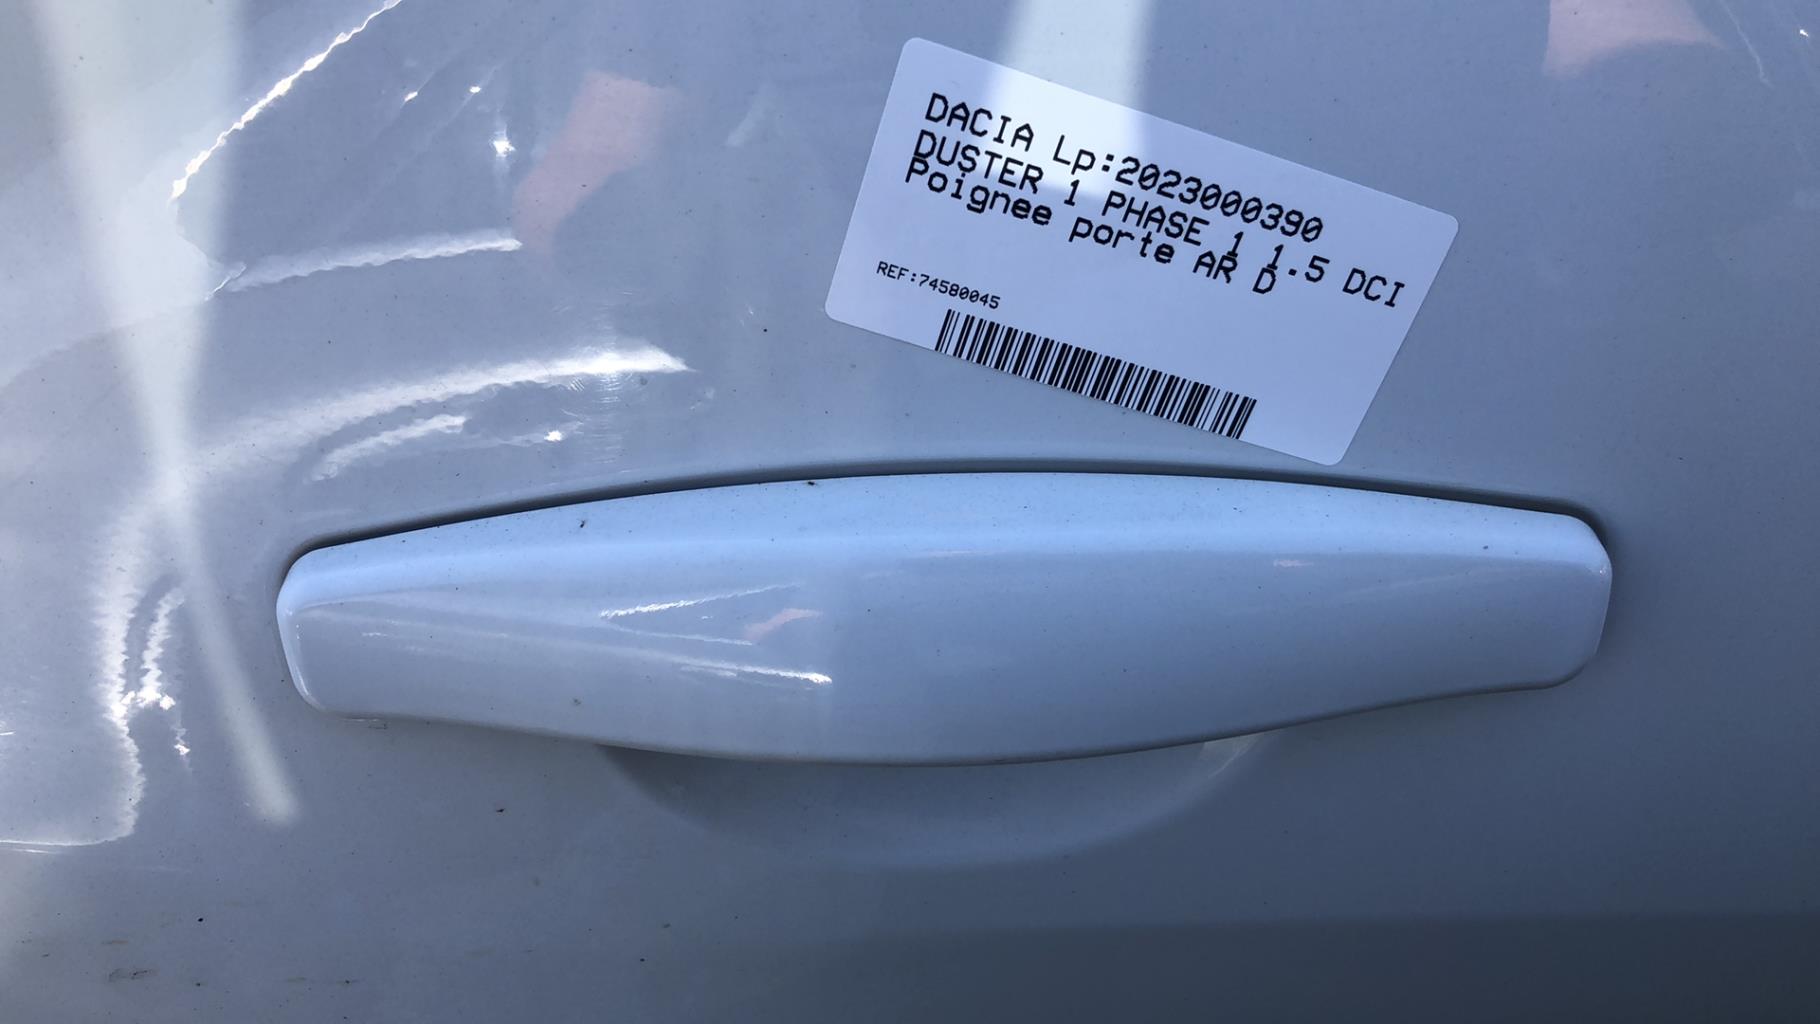 DACIA Lp:2023000390
DUSTER 1 PHASE 1 1.5 DCI
Poignee porte AR D
REF:74580045